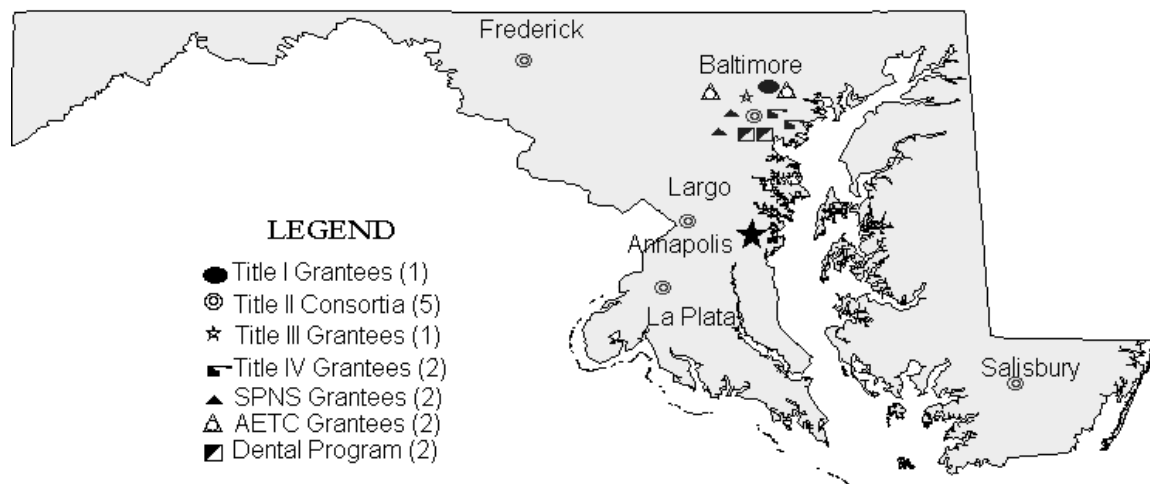 Frederick
Baltimore
Largo
Annapolis
La Plata
Salisbury
LEGEND
Title I Grantees (1)
Title II Consortia (5)
Title III Grantees (1)
Title IV Grantees (2)
SPNS Grantees (2)
AETC Grantees (2)
Dental Program (2)